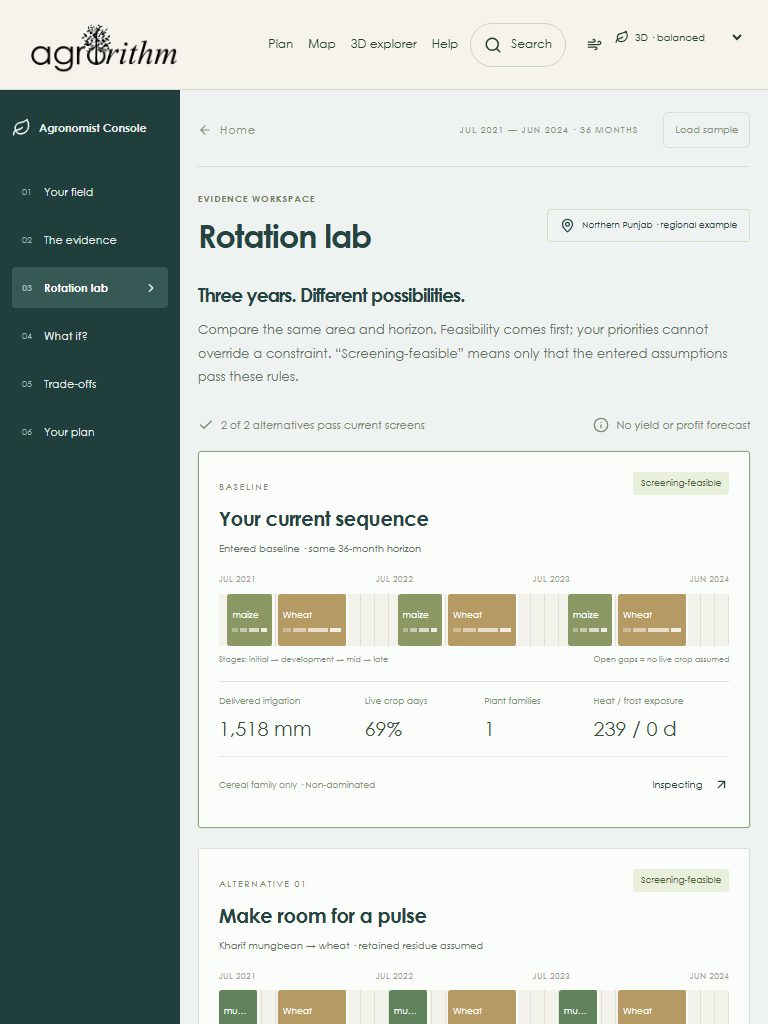 agrorithm
Plan Map 3D explorer Help Search 3D · balanced
Agronomist Console
01 Your field
02 The evidence
03 Rotation lab
04 What if?
05 Trade-offs
06 Your plan
Home
JUL 2021 — JUN 2024 · 36 MONTHS
Load sample
EVIDENCE WORKSPACE
Rotation lab
Northern Punjab · regional example
Three years. Different possibilities.
Compare the same area and horizon. Feasibility comes first; your priorities cannot
override a constraint. “Screening-feasible” means only that the entered assumptions
pass these rules.
2 of 2 alternatives pass current screens
No yield or profit forecast
BASELINE
Screening-feasible
Your current sequence
Entered baseline · same 36-month horizon
JUL 2021 JUL 2022 JUL 2023 JUN 2024
maize Wheat maize Wheat maize Wheat
Stages: initial → development → mid → late
Open gaps = no live crop assumed
Delivered irrigation Live crop days Plant families Heat / frost exposure
1,518 mm 69% 1 239 / 0 d
Cereal family only · Non-dominated
Inspecting
ALTERNATIVE 01
Screening-feasible
Make room for a pulse
Kharif mungbean → wheat · retained residue assumed
JUL 2021 JUL 2022 JUL 2023 JUN 2024
mu... Wheat mu... Wheat mu... Wheat